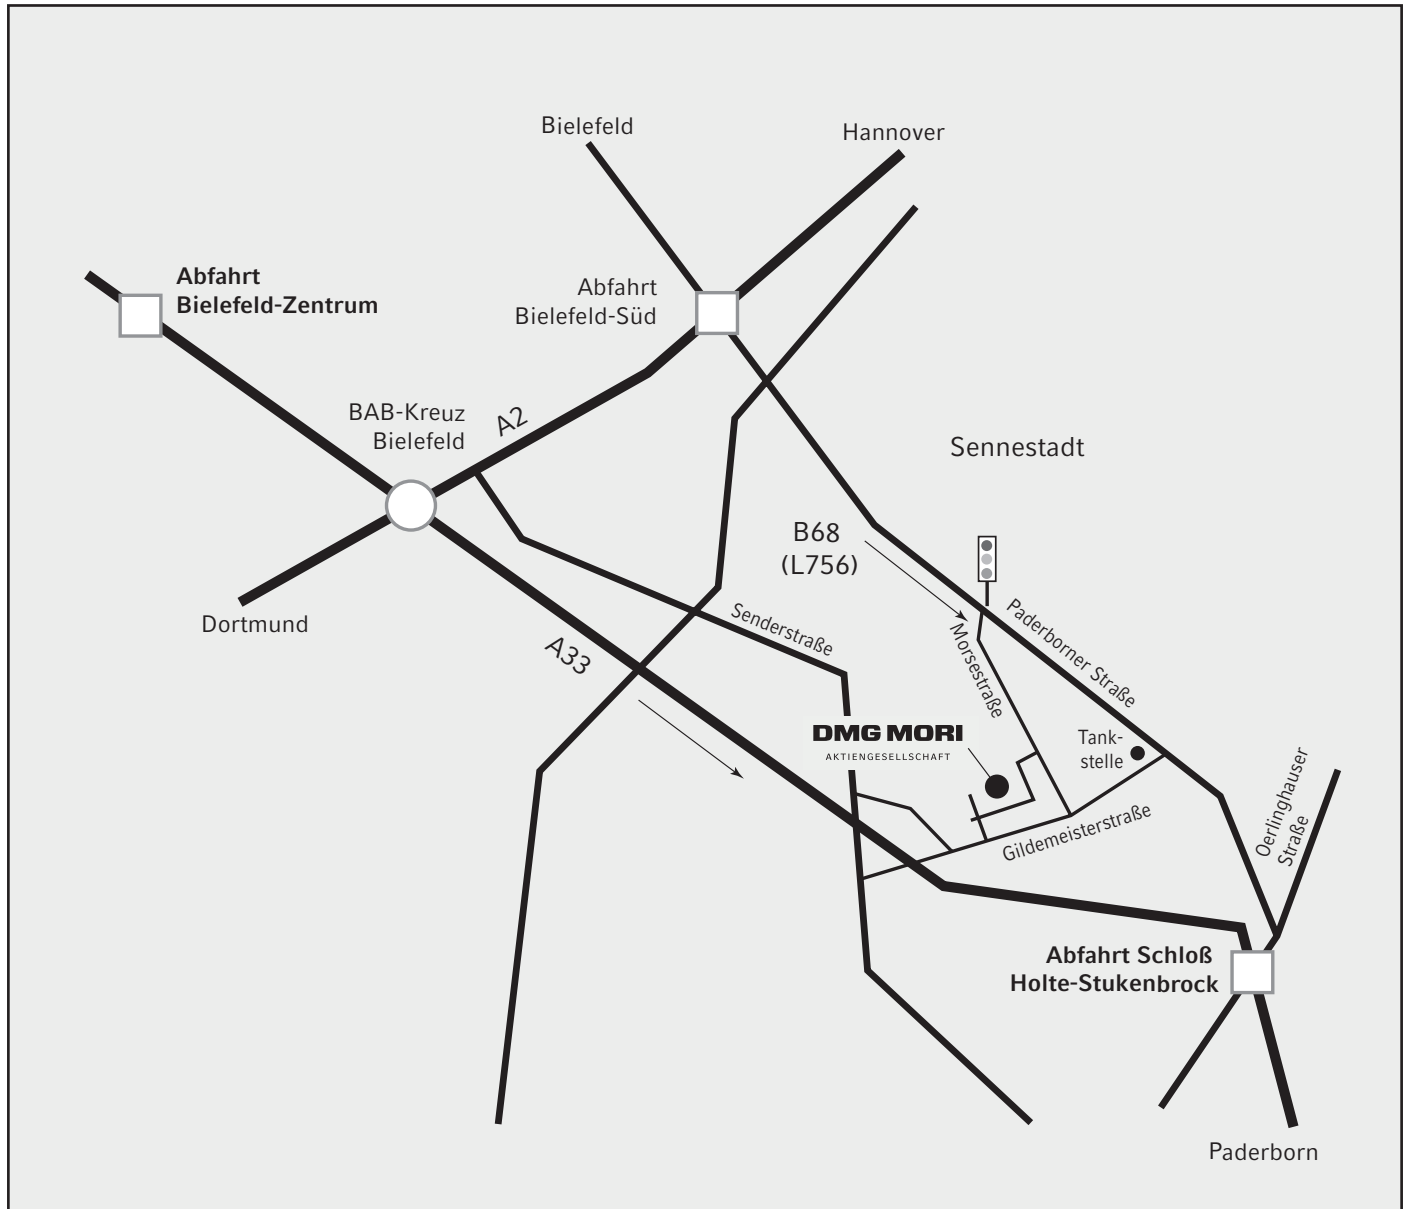 Bielefeld
Hannover
Abfahrt
Bielefeld-Zentrum
Abfahrt
Bielefeld-Süd
BAB-Kreuz
Bielefeld
A2
Sennestadt
B68
(L756)
Dortmund
A33
Senderstraße
Morsestraße
Paderborner Straße
DMG MORI
AKTIENGESELLSCHAFT
Tank-
stelle
Gildemeisterstraße
Oerlinghauser
Straße
Abfahrt Schloß
Holte-Stukenbrock
Paderborn